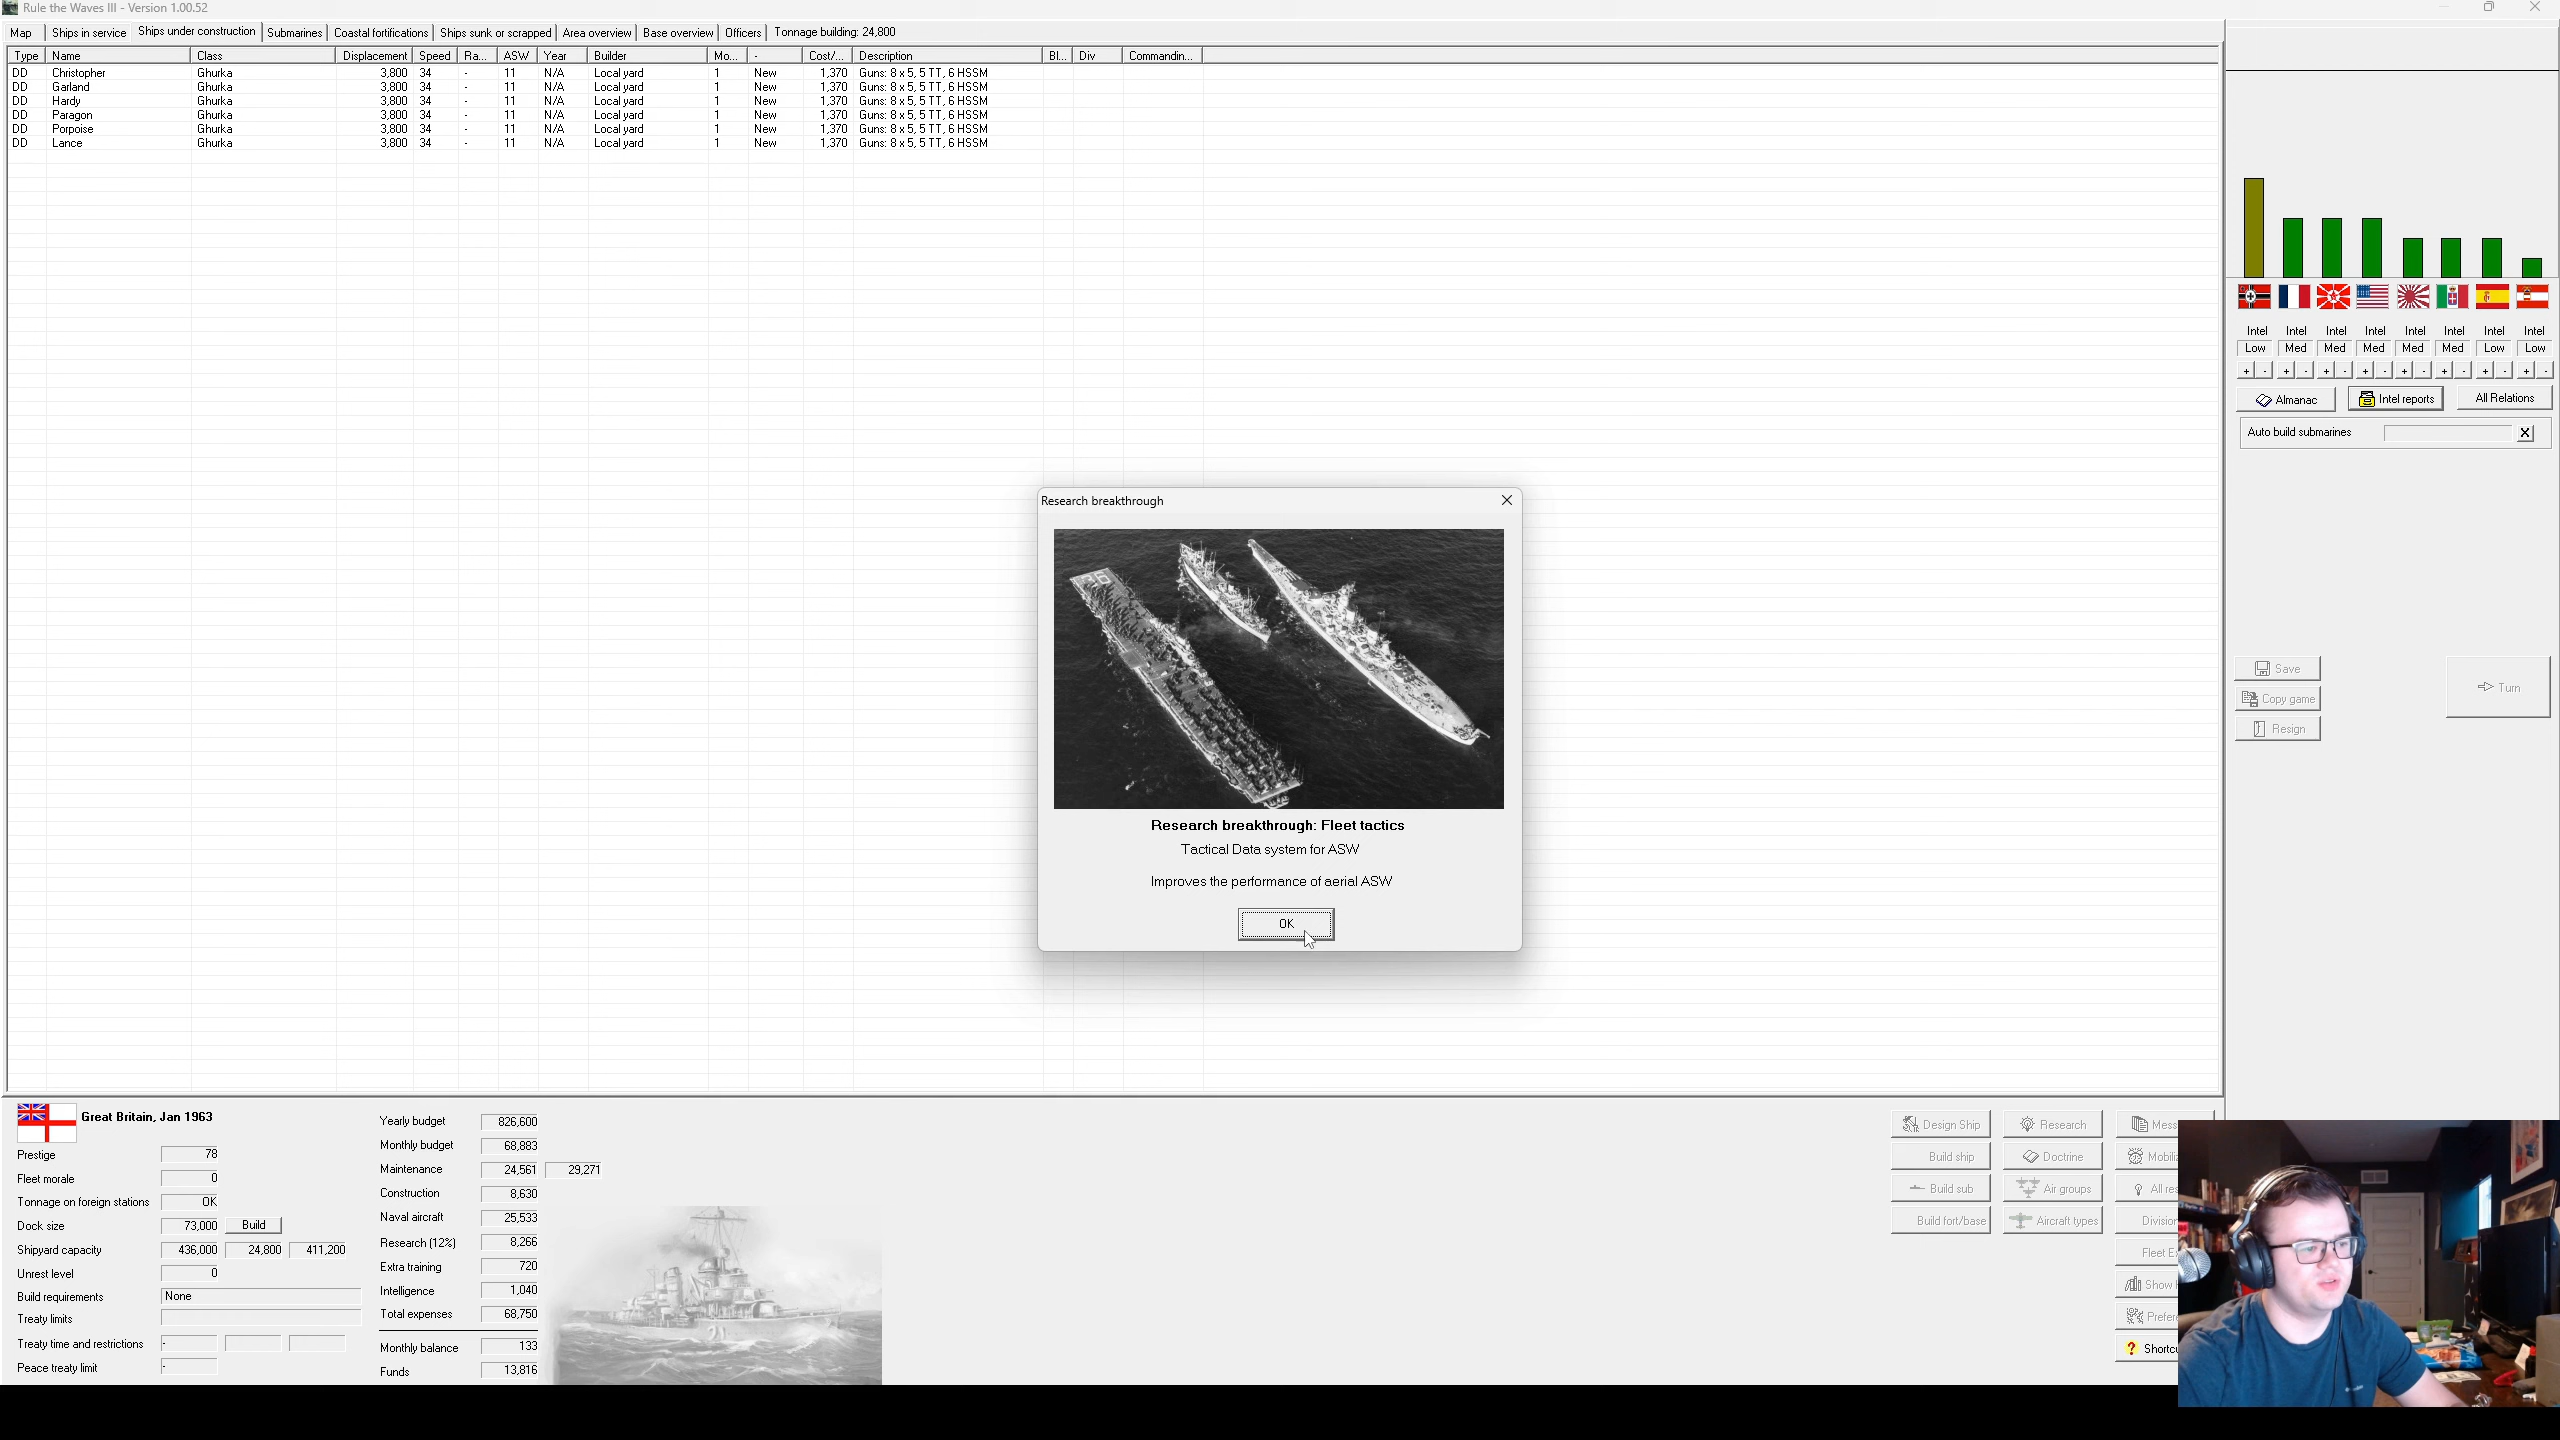 Rule the Waves III - Version 1.00.52
Map Ships in service Ships under construction Submarines Coastal fortifications Ships sunk or scrapped Area overview Base overview Officers Tonnage building: 24,800
Type Name Class Displacement Speed Ra... ASW Year Builder Mo... - Cost/... Description Bl... Div Commandin...
DD Christopher Ghurka 3,800 34 - 11 N/A Local yard 1 New 1,370 Guns: 8 x 5, 5 TT, 6 HSSM
DD Garland Ghurka 3,800 34 - 11 N/A Local yard 1 New 1,370 Guns: 8 x 5, 5 TT, 6 HSSM
DD Hardy Ghurka 3,800 34 - 11 N/A Local yard 1 New 1,370 Guns: 8 x 5, 5 TT, 6 HSSM
DD Paragon Ghurka 3,800 34 - 11 N/A Local yard 1 New 1,370 Guns: 8 x 5, 5 TT, 6 HSSM
DD Porpoise Ghurka 3,800 34 - 11 N/A Local yard 1 New 1,370 Guns: 8 x 5, 5 TT, 6 HSSM
DD Lance Ghurka 3,800 34 - 11 N/A Local yard 1 New 1,370 Guns: 8 x 5, 5 TT, 6 HSSM
Intel Intel Intel Intel Intel Intel Intel Intel
Low Med Med Med Med Med Low Low
+ - + - + - + - + - + - + - + -
Almanac Intel reports All Relations
Auto build submarines X
Save
Copy game
Resign
Turn
Research breakthrough
Research breakthrough: Fleet tactics
Tactical Data system for ASW
Improves the performance of aerial ASW
OK
Great Britain, Jan 1963
Prestige 78
Fleet morale 0
Tonnage on foreign stations OK
Dock size 73,000 Build
Shipyard capacity 436,000 24,800 411,200
Unrest level 0
Build requirements None
Treaty limits
Treaty time and restrictions -
Peace treaty limit -
Yearly budget 826,600
Monthly budget 68,883
Maintenance 24,561 29,271
Construction 8,630
Naval aircraft 25,533
Research (12%) 8,266
Extra training 720
Intelligence 1,040
Total expenses 68,750
Monthly balance 133
Funds 13,816
Design Ship Research Mess
Build ship Doctrine Mobiliz
Build sub Air groups All res
Build fort/base Aircraft types Division
Fleet Ex
Show
Prefere
? Shortcu